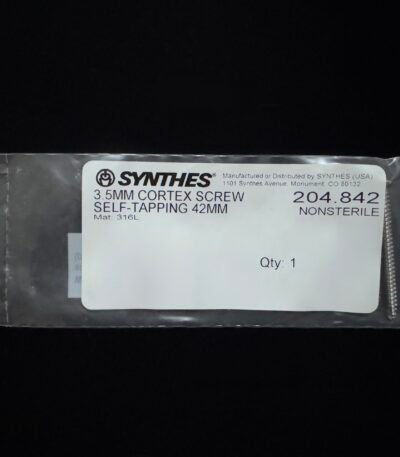 SYNTHES®
Manufactured or Distributed by SYNTHES (USA)
1101 Synthes Avenue, Monument, CO 80132
3.5MM CORTEX SCREW
SELF-TAPPING 42MM
Mat: 316L
204.842
NONSTERILE
Qty: 1